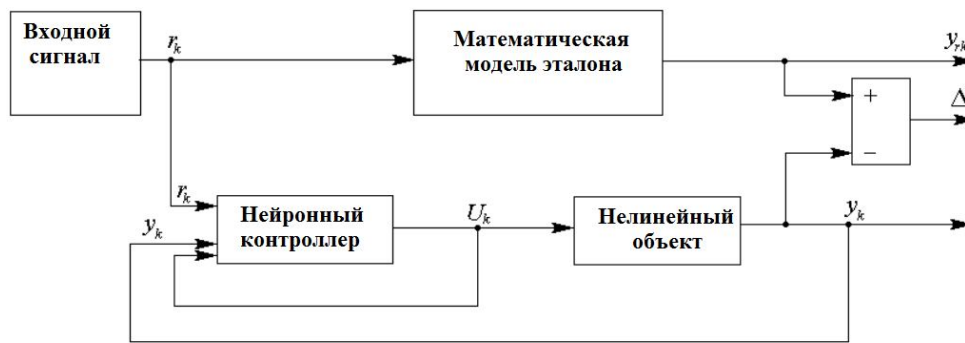 Входной
сигнал
r_k
Математическая
модель эталона
y_rk
+
Δ
−
r_k
y_k
Нейронный
контроллер
U_k
Нелинейный
объект
y_k